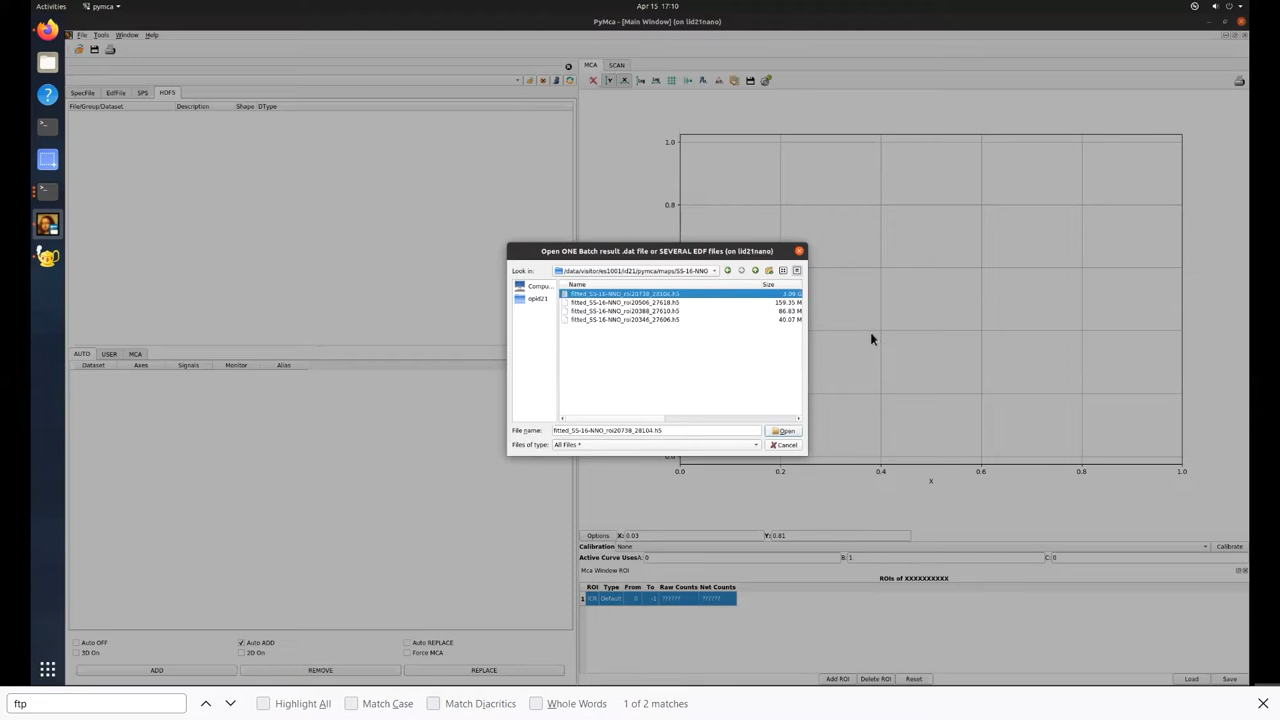 Activities pymca Apr 15 17:10
PyMca - [Main Window] (on lid21nano)
File Tools Window Help
MCA SCAN
SpecFile EdfFile SPS HDF5
File/Group/Dataset Description Shape DType
1.0
0.8
Open ONE Batch result .dat file or SEVERAL EDF files (on lid21nano)
Look in: /data/visitor/es1001/id21/pymca/maps/SS-16-NNO
Name Size
Compu...
opid21
fitted_SS-16-NNO_roi20738_28104.h5 3.09 G
fitted_SS-16-NNO_roi20506_27618.h5 159.35 M
fitted_SS-16-NNO_roi20388_27610.h5 86.83 M
fitted_SS-16-NNO_roi20346_27606.h5 40.07 M
File name: fitted_SS-16-NNO_roi20738_28104.h5 Open
Files of type: All Files * Cancel
AUTO USER MCA
Dataset Axes Signals Monitor Alias
0.0 0.2 0.4 0.6 0.8 1.0
X
Options X: 0.03 Y: 0.81
Calibration None Calibrate
Active Curve Uses A: 0 B: 1 C: 0
Mca Window ROI
ROIs of XXXXXXXXXX
ROI Type From To Raw Counts Net Counts
1 ICR Default 0 -1 ?????? ??????
Auto OFF Auto ADD Auto REPLACE
3D On 2D On Force MCA
ADD REMOVE REPLACE
Add ROI Delete ROI Reset Load Save
ftp Highlight All Match Case Match Diacritics Whole Words 1 of 2 matches